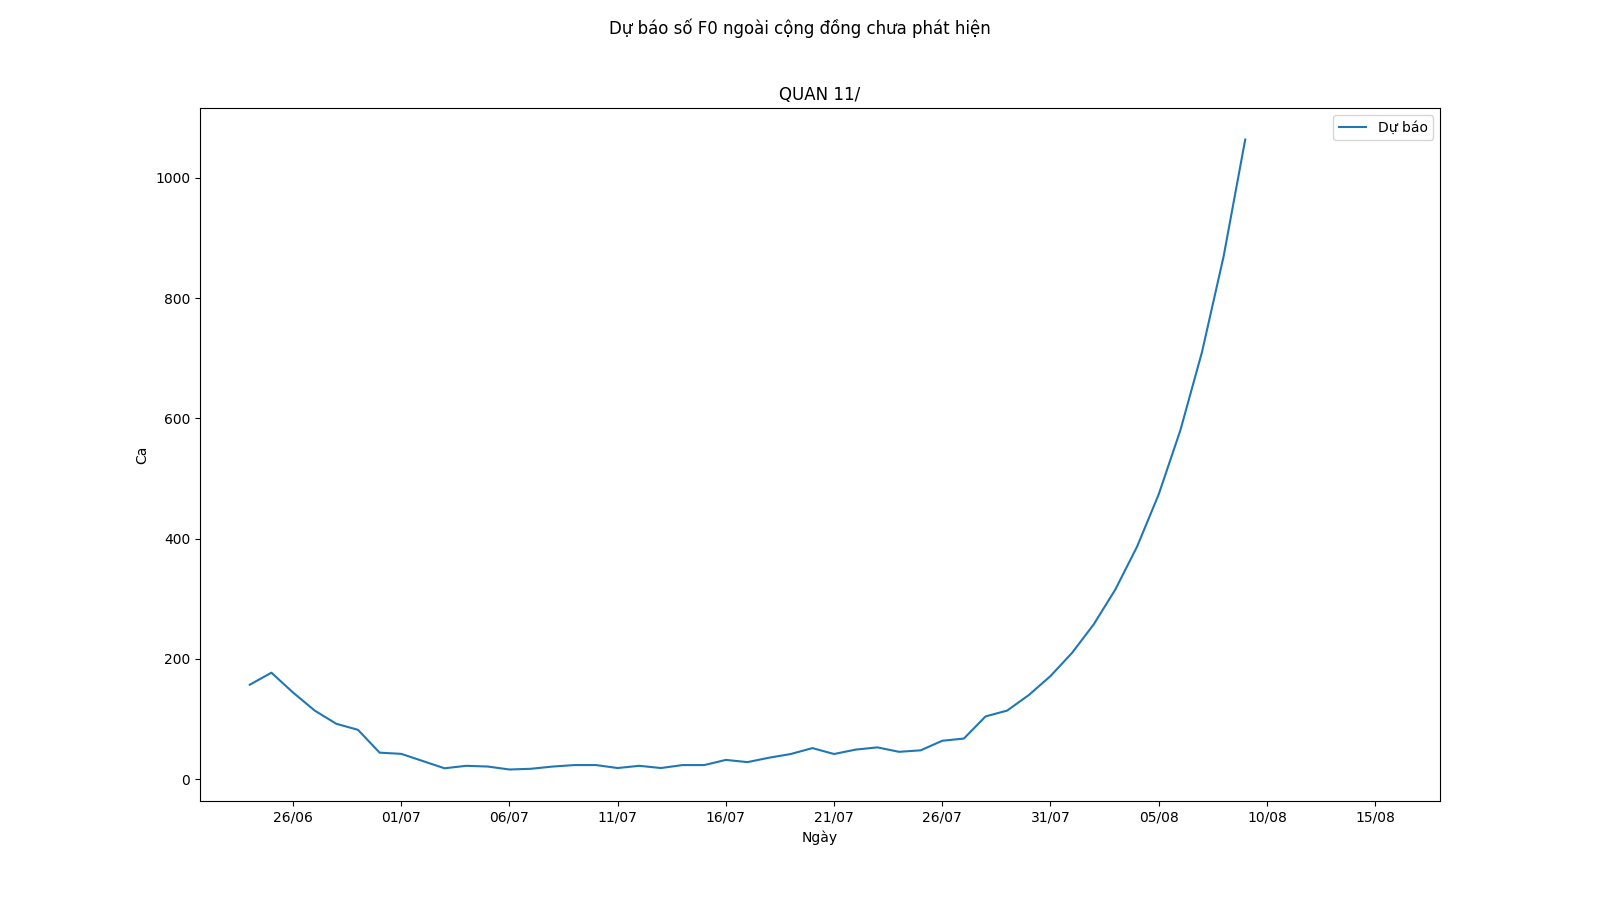 Dự báo số F0 ngoài cộng đồng chưa phát hiện
QUAN 11/
Dự báo
1000
800
600
400
200
0
Ca
26/06 01/07 06/07 11/07 16/07 21/07 26/07 31/07 05/08 10/08 15/08
Ngày